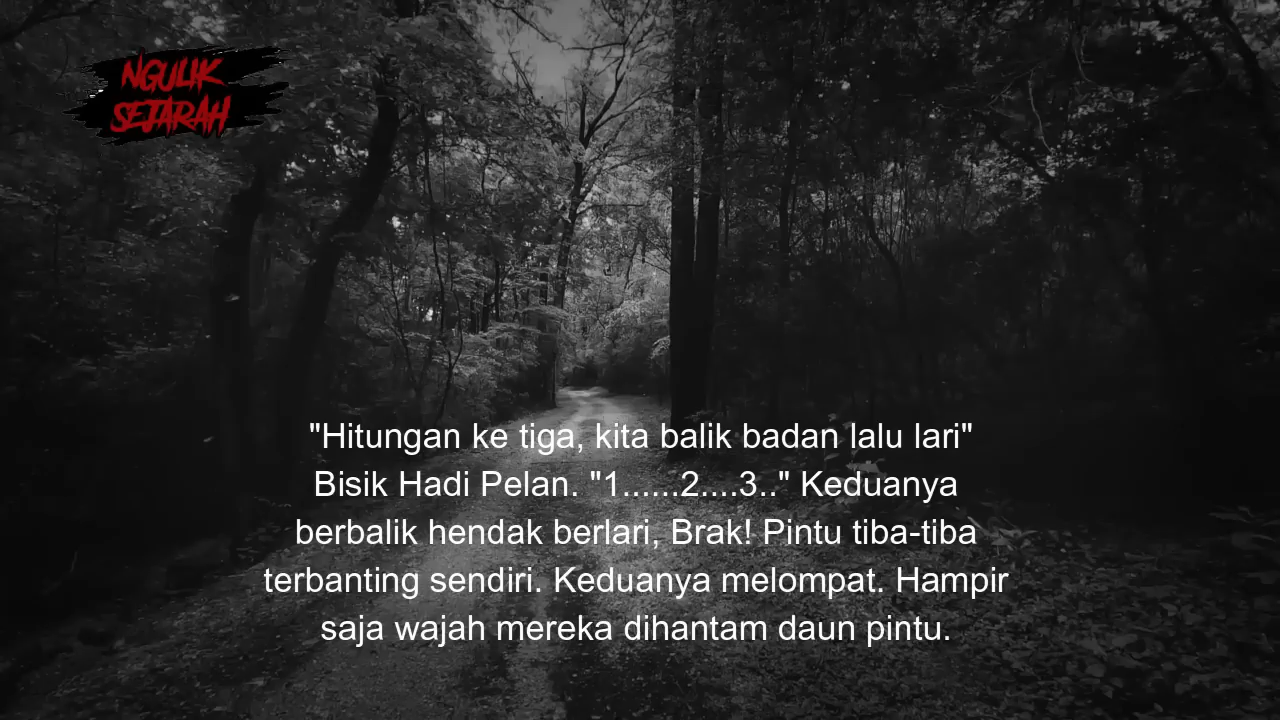 NGULIK
SEJARAH
"Hitungan ke tiga, kita balik badan lalu lari"
Bisik Hadi Pelan. "1......2....3.." Keduanya
berbalik hendak berlari, Brak! Pintu tiba-tiba
terbanting sendiri. Keduanya melompat. Hampir
saja wajah mereka dihantam daun pintu.